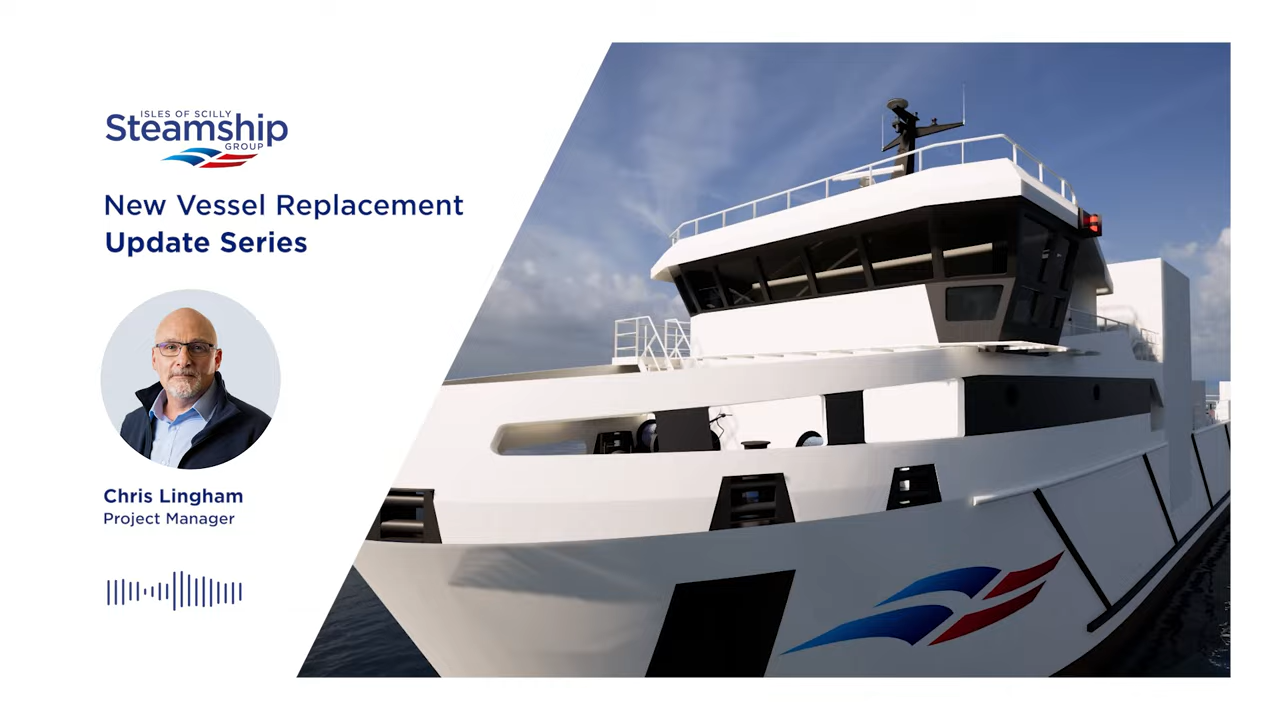 ISLES OF SCILLY
Steamship
GROUP
New Vessel Replacement
Update Series
Chris Lingham
Project Manager